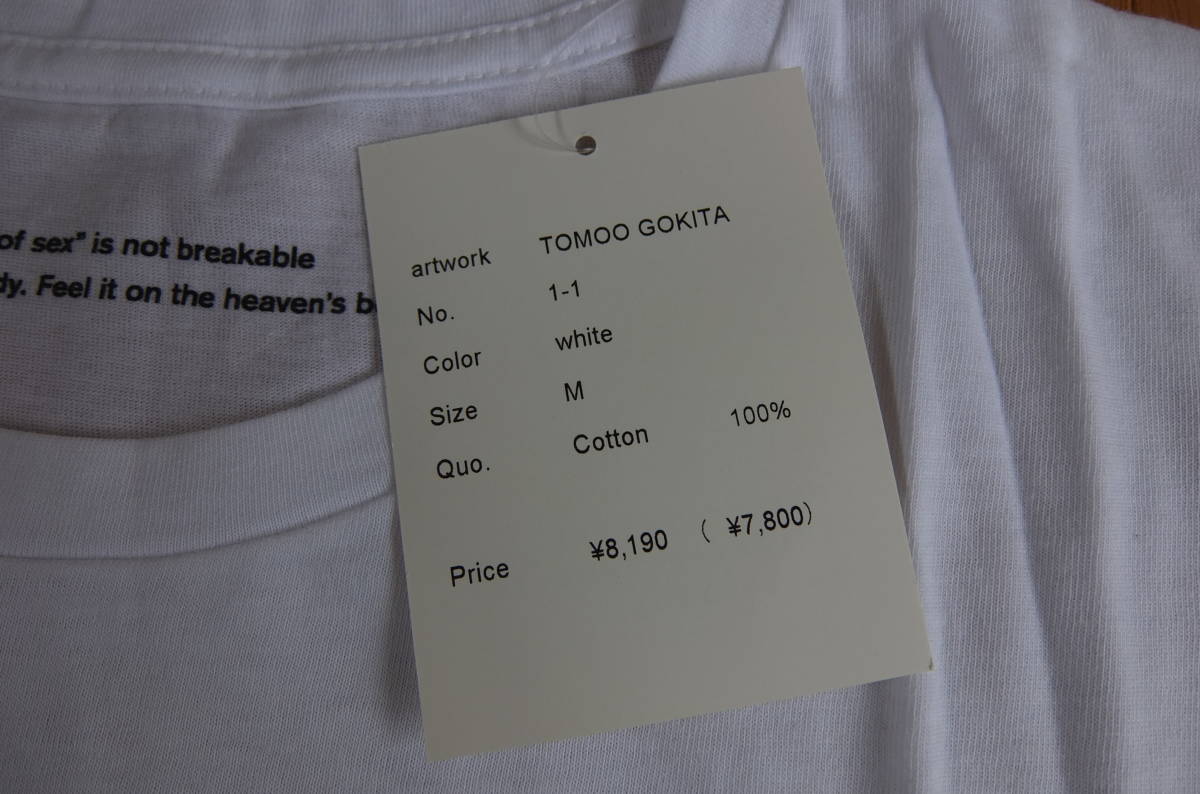 of sex" is not breakable
dy. Feel it on the heaven's b
artwork TOMOO GOKITA
No. 1-1
Color white
Size M
Quo. Cotton 100%
Price ¥8,190 ( ¥7,800)